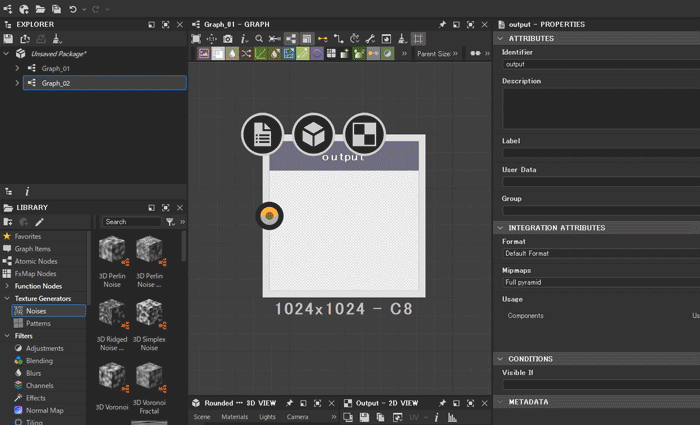 EXPLORER
Unsaved Package*
Graph_01
Graph_02
LIBRARY
Search
Favorites
Graph Items
Atomic Nodes
FxMap Nodes
Function Nodes
Texture Generators
Noises
Patterns
Filters
Adjustments
Blending
Blurs
Channels
Effects
Normal Map
Tiling
3D Perlin Noise
3D Perlin Noise ...
3D Ridged Noise ...
3D Simplex Noise
3D Voronoi
3D Voronoi Fractal
Graph_01 — GRAPH
Parent Size:
output
1024x1024 - C8
Rounded ··· 3D VIEW
Scene Materials Lights Camera
Output — 2D VIEW
UV
output — PROPERTIES
ATTRIBUTES
Identifier
output
Description
Label
User Data
Group
INTEGRATION ATTRIBUTES
Format
Default Format
Mipmaps
Full pyramid
Usage
Components
Us
CONDITIONS
Visible If
METADATA